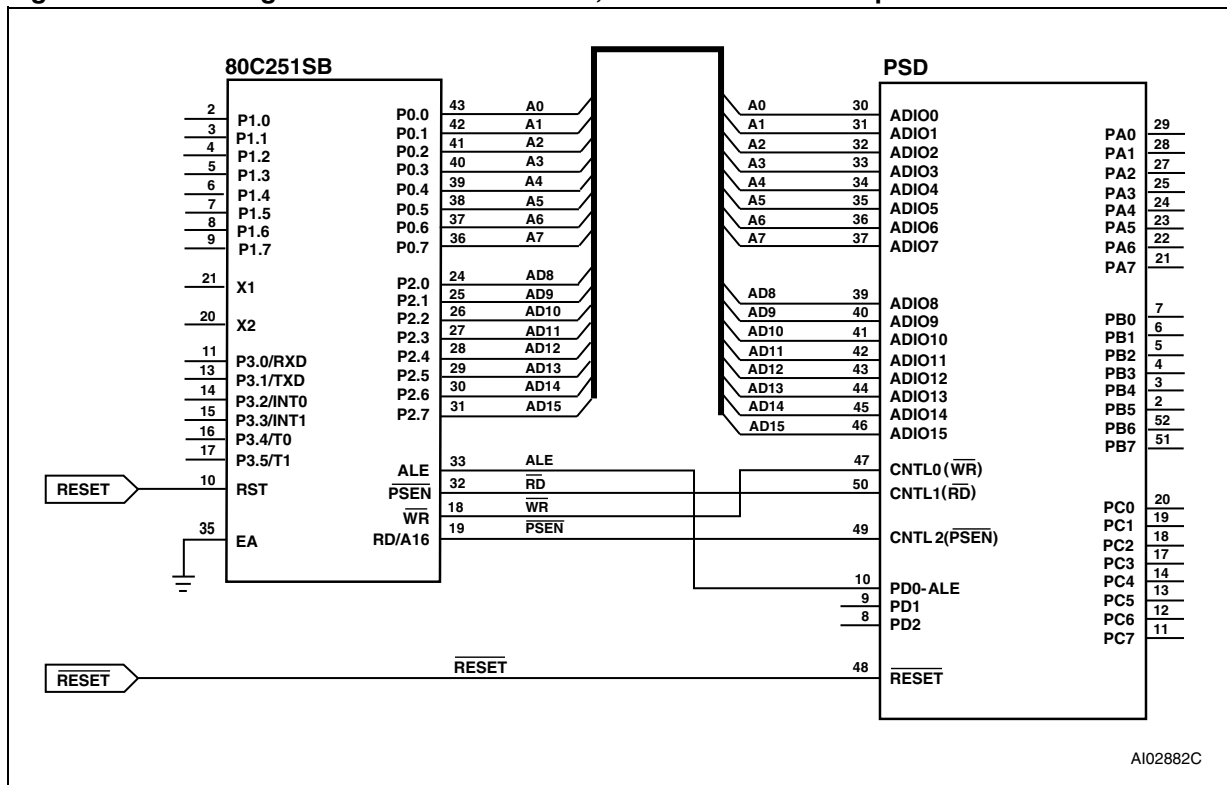 80C251SB
2 P1.0
3 P1.1
4 P1.2
5 P1.3
6 P1.4
7 P1.5
8 P1.6
9 P1.7
21 X1
20 X2
11 P3.0/RXD
13 P3.1/TXD
14 P3.2/INT0
15 P3.3/INT1
16 P3.4/T0
17 P3.5/T1
RESET 10 RST
35 EA
P0.0 43 A0
P0.1 42 A1
P0.2 41 A2
P0.3 40 A3
P0.4 39 A4
P0.5 38 A5
P0.6 37 A6
P0.7 36 A7
P2.0 24 AD8
P2.1 25 AD9
P2.2 26 AD10
P2.3 27 AD11
P2.4 28 AD12
P2.5 29 AD13
P2.6 30 AD14
P2.7 31 AD15
ALE 33 ALE
PSEN 32 RD
WR 18 WR
RD/A16 19 PSEN
PSD
A0 30 ADIO0
A1 31 ADIO1
A2 32 ADIO2
A3 33 ADIO3
A4 34 ADIO4
A5 35 ADIO5
A6 36 ADIO6
A7 37 ADIO7
AD8 39 ADIO8
AD9 40 ADIO9
AD10 41 ADIO10
AD11 42 ADIO11
AD12 43 ADIO12
AD13 44 ADIO13
AD14 45 ADIO14
AD15 46 ADIO15
47 CNTL0(WR)
50 CNTL1(RD)
49 CNTL 2(PSEN)
10 PD0-ALE
9 PD1
8 PD2
RESET RESET 48 RESET
PA0 29
PA1 28
PA2 27
PA3 25
PA4 24
PA5 23
PA6 22
PA7 21
PB0 7
PB1 6
PB2 5
PB3 4
PB4 3
PB5 2
PB6 52
PB7 51
PC0 20
PC1 19
PC2 18
PC3 17
PC4 14
PC5 13
PC6 12
PC7 11
AI02882C